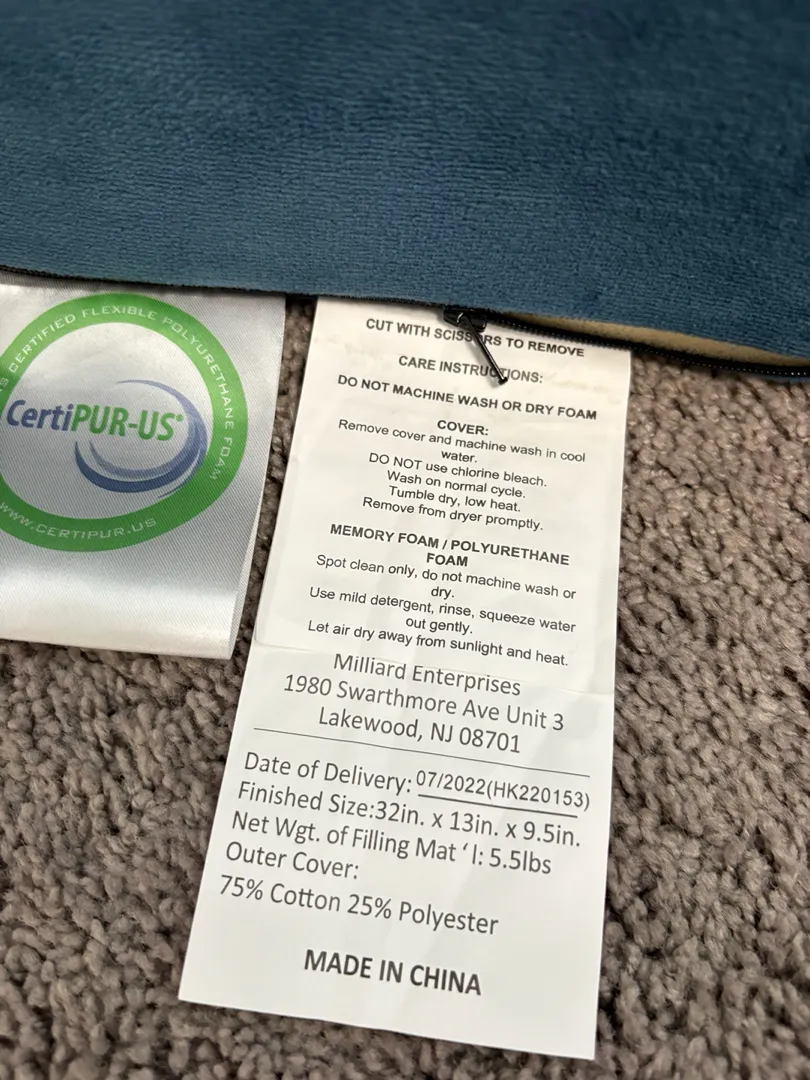 S CERTIFIED FLEXIBLE POLYURETHANE FOAM
CertiPUR-US®
WWW.CERTIPUR.US
CUT WITH SCISSORS TO REMOVE
CARE INSTRUCTIONS:
DO NOT MACHINE WASH OR DRY FOAM
COVER:
Remove cover and machine wash in cool
water.
DO NOT use chlorine bleach.
Wash on normal cycle.
Tumble dry, low heat.
Remove from dryer promptly.
MEMORY FOAM / POLYURETHANE
FOAM
Spot clean only, do not machine wash or
dry.
Use mild detergent, rinse, squeeze water
out gently.
Let air dry away from sunlight and heat.
Milliard Enterprises
1980 Swarthmore Ave Unit 3
Lakewood, NJ 08701
Date of Delivery: 07/2022(HK220153)
Finished Size:32in. x 13in. x 9.5in.
Net Wgt. of Filling Mat ‘ l: 5.5lbs
Outer Cover:
75% Cotton 25% Polyester
MADE IN CHINA